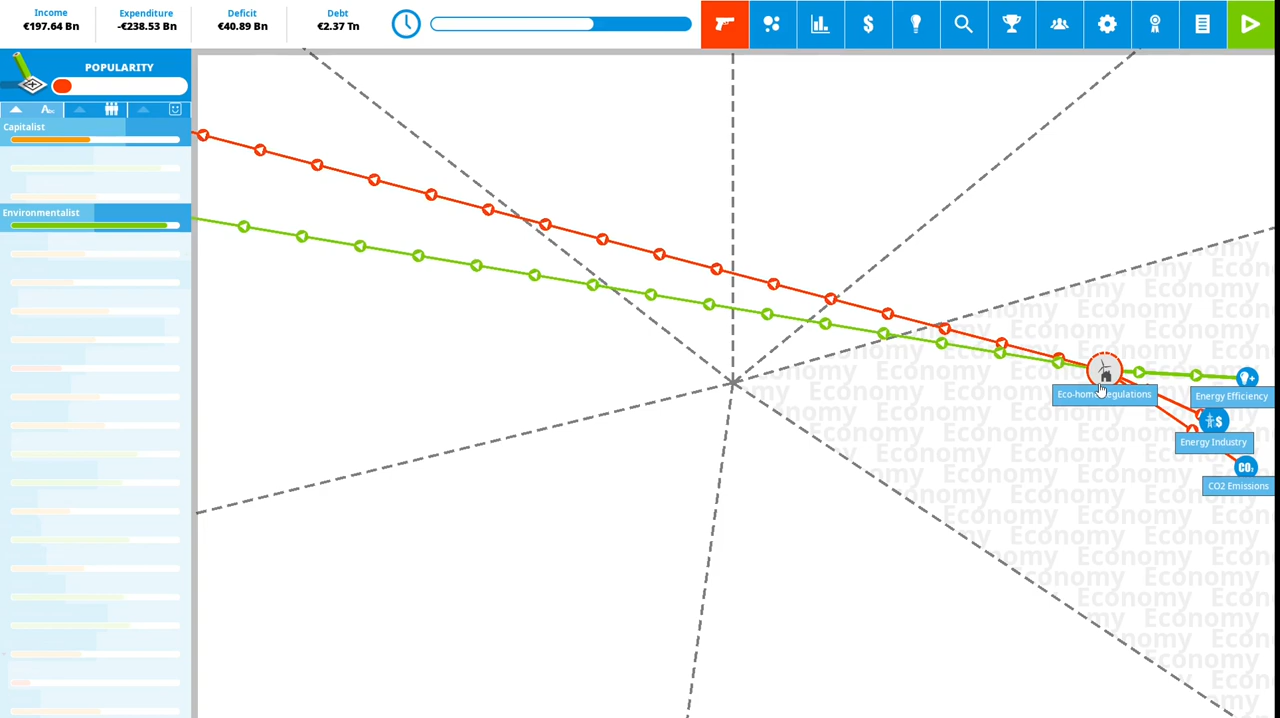 Income
€197.64 Bn
Expenditure
-€238.53 Bn
Deficit
€40.89 Bn
Debt
€2.37 Tn
$
POPULARITY
Capitalist
Environmentalist
Economy
Eco-home Regulations
Energy Efficiency
$
Energy Industry
CO₂
CO2 Emissions